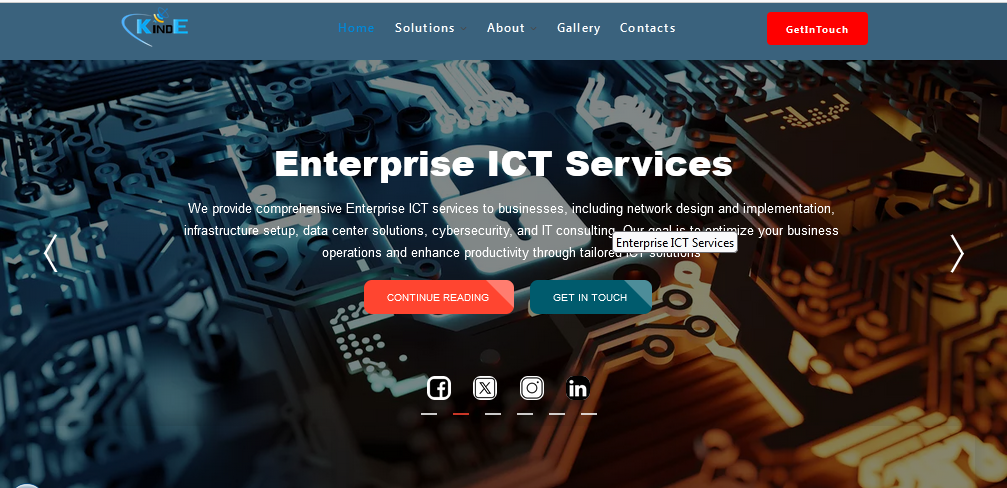 KINDE
Home Solutions About Gallery Contacts
GetInTouch
Enterprise ICT Services
We provide comprehensive Enterprise ICT services to businesses, including network design and implementation,
infrastructure setup, data center solutions, cybersecurity, and IT consulting. Our goal is to optimize your business
operations and enhance productivity through tailored ICT solutions
Enterprise ICT Services
CONTINUE READING
GET IN TOUCH